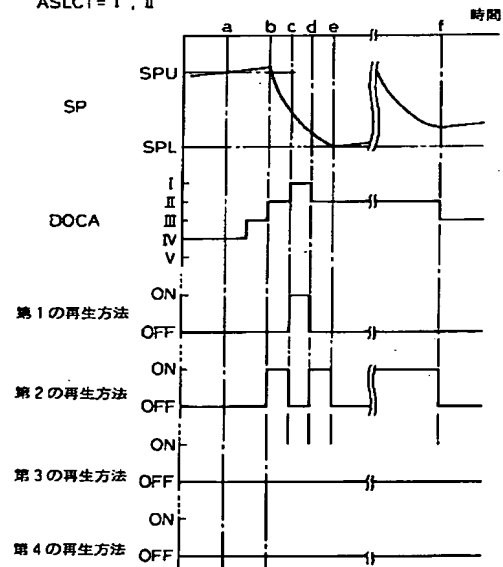 ASLCT= I , II
時間
a b c d e f
SPU
SP
SPL
I
II
DOCA
III
IV
V
ON
第1の再生方法 OFF
ON
第2の再生方法 OFF
ON
第3の再生方法 OFF
ON
第4の再生方法 OFF